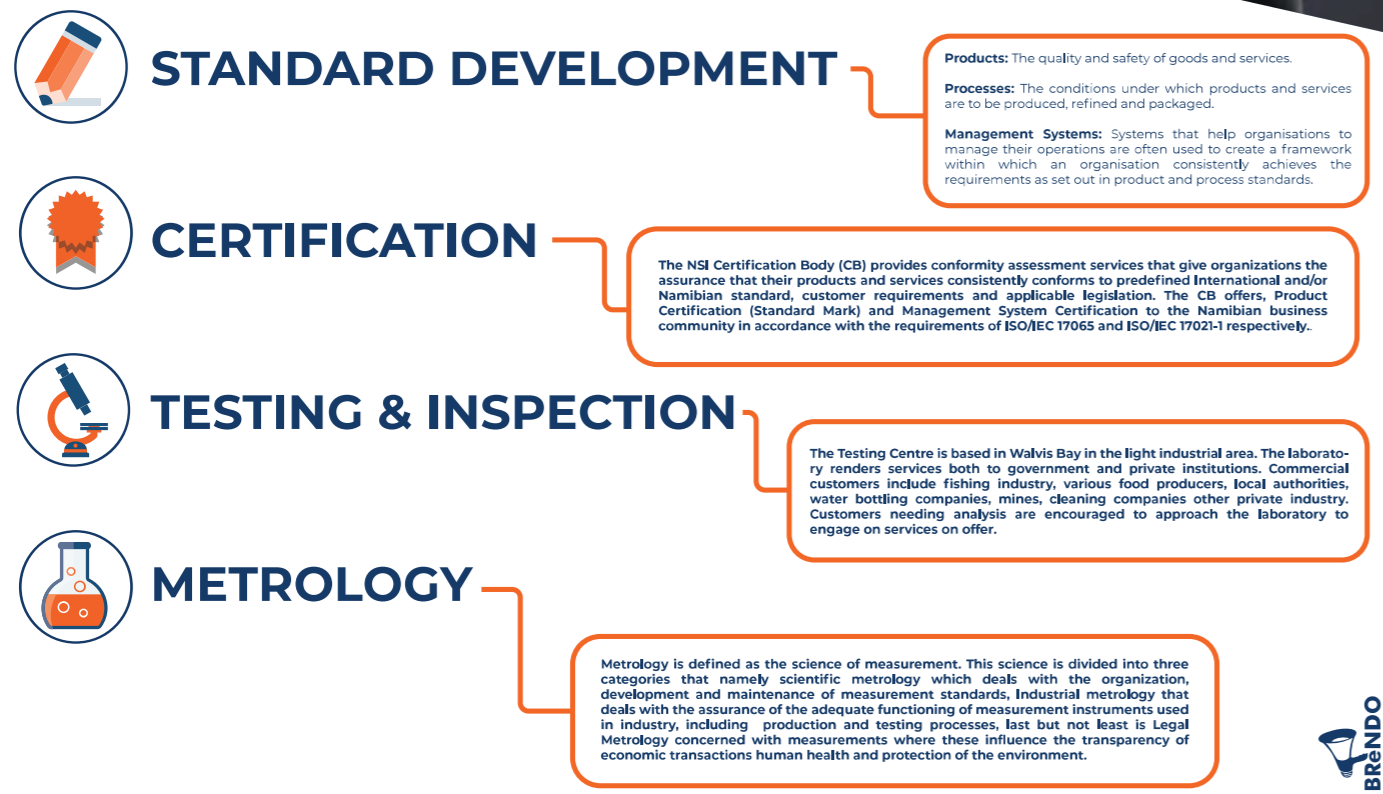 STANDARD DEVELOPMENT
Products: The quality and safety of goods and services.
Processes: The conditions under which products and services
are to be produced, refined and packaged.
Management Systems: Systems that help organisations to
manage their operations are often used to create a framework
within which an organisation consistently achieves the
requirements as set out in product and process standards.
CERTIFICATION
The NSI Certification Body (CB) provides conformity assessment services that give organizations the
assurance that their products and services consistently conforms to predefined International and/or
Namibian standard, customer requirements and applicable legislation. The CB offers, Product
Certification (Standard Mark) and Management System Certification to the Namibian business
community in accordance with the requirements of ISO/IEC 17065 and ISO/IEC 17021-1 respectively..
TESTING & INSPECTION
The Testing Centre is based in Walvis Bay in the light industrial area. The laborato-
ry renders services both to government and private institutions. Commercial
customers include fishing industry, various food producers, local authorities,
water bottling companies, mines, cleaning companies other private industry.
Customers needing analysis are encouraged to approach the laboratory to
engage on services on offer.
METROLOGY
Metrology is defined as the science of measurement. This science is divided into three
categories that namely scientific metrology which deals with the organization,
development and maintenance of measurement standards, Industrial metrology that
deals with the assurance of the adequate functioning of measurement instruments used
in industry, including production and testing processes, last but not least is Legal
Metrology concerned with measurements where these influence the transparency of
economic transactions human health and protection of the environment.
BReNDO